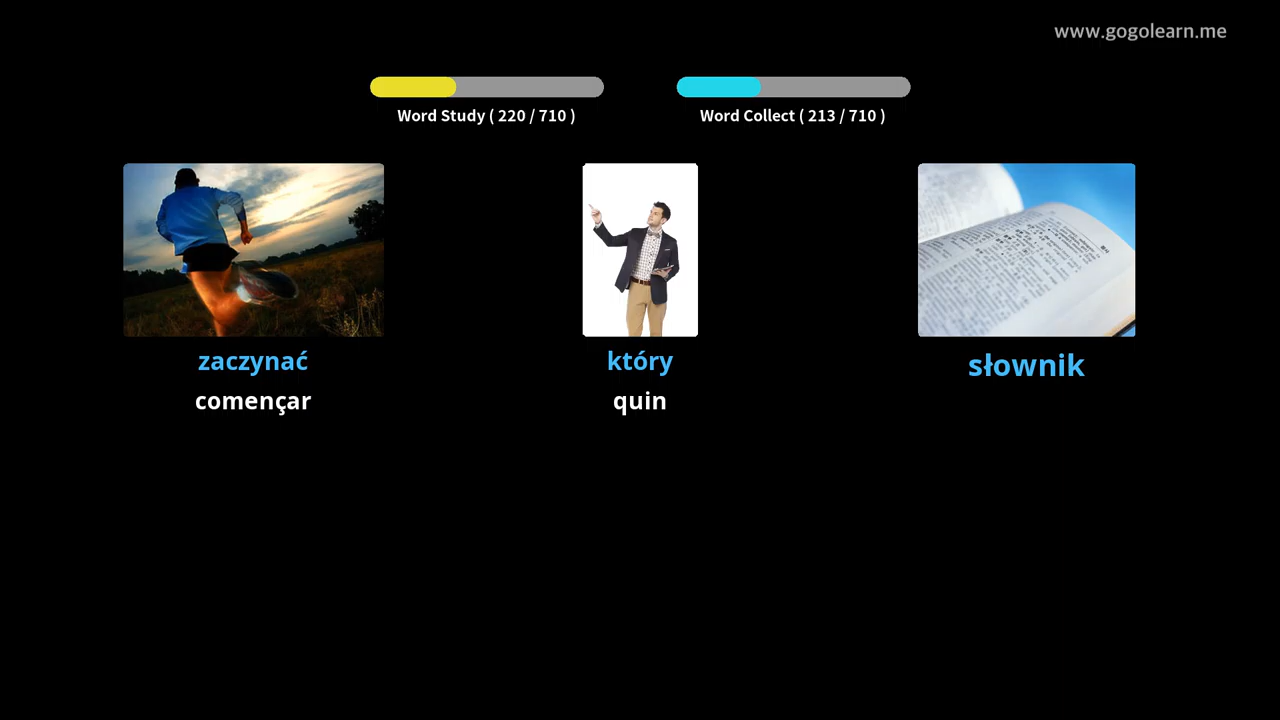 www.gogolearn.me
Word Study ( 220 / 710 )
Word Collect ( 213 / 710 )
zaczynać
començar
który
quin
słownik